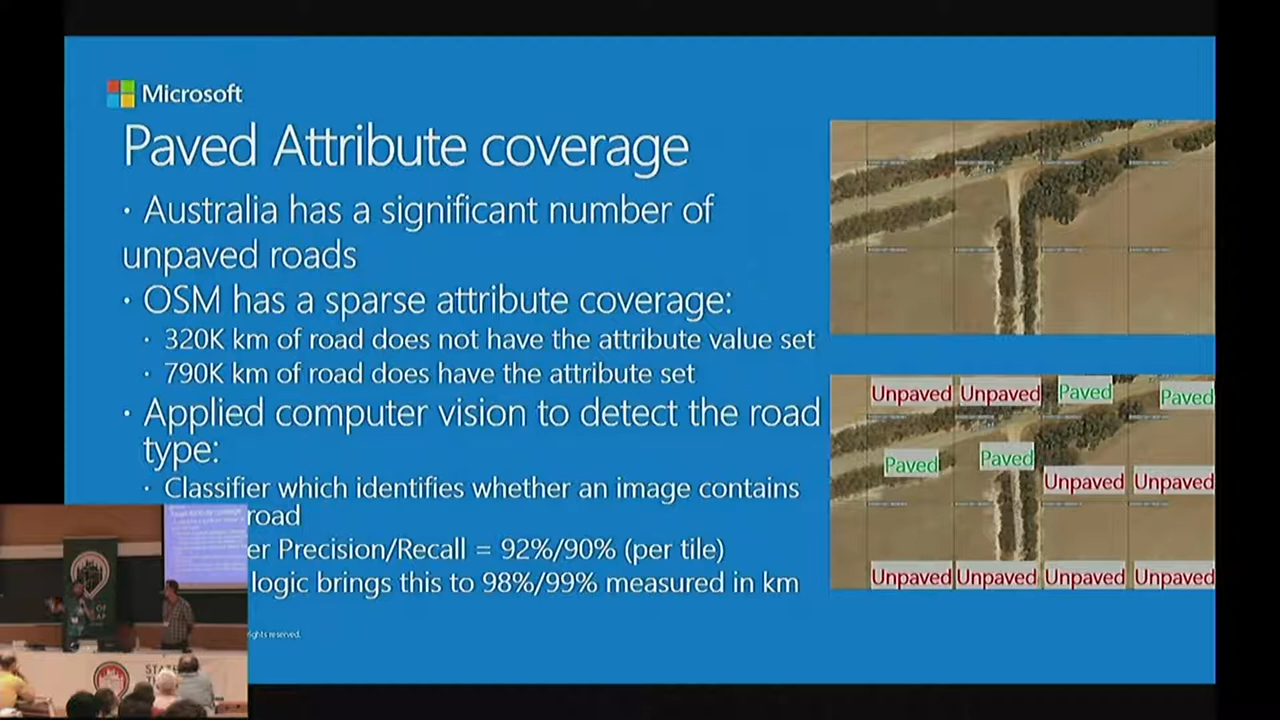 Microsoft
Paved Attribute coverage
· Australia has a significant number of
unpaved roads
· OSM has a sparse attribute coverage:
· 320K km of road does not have the attribute value set
· 790K km of road does have the attribute set
· Applied computer vision to detect the road
type:
· Classifier which identifies whether an image contains
road
er Precision/Recall = 92%/90% (per tile)
logic brings this to 98%/99% measured in km
rights reserved.
Unpaved Unpaved Paved Paved
Paved Paved Unpaved Unpaved
Unpaved Unpaved Unpaved Unpaved